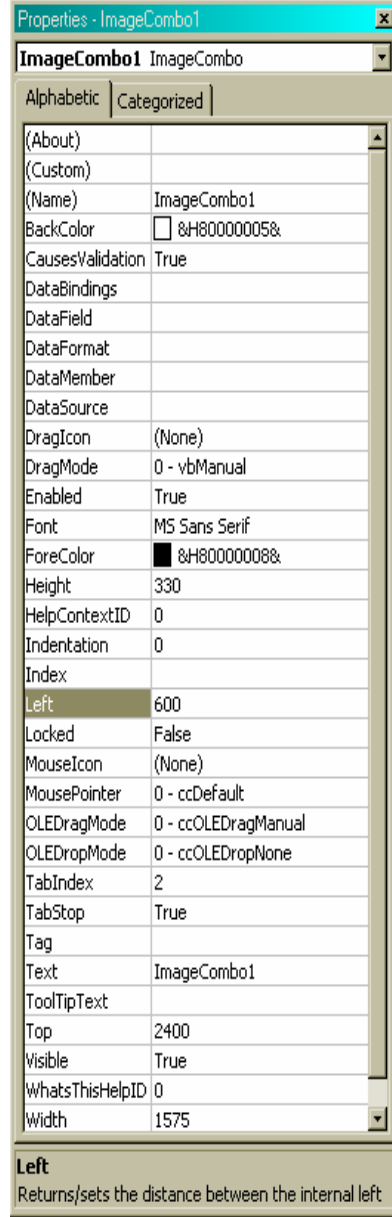 Properties - ImageCombo1
ImageCombo1 ImageCombo
Alphabetic Categorized
(About)
(Custom)
(Name) ImageCombo1
BackColor &H80000005&
CausesValidation True
DataBindings
DataField
DataFormat
DataMember
DataSource
DragIcon (None)
DragMode 0 - vbManual
Enabled True
Font MS Sans Serif
ForeColor &H80000008&
Height 330
HelpContextID 0
Indentation 0
Index
Left 600
Locked False
MouseIcon (None)
MousePointer 0 - ccDefault
OLEDragMode 0 - ccOLEDragManual
OLEDropMode 0 - ccOLEDropNone
TabIndex 2
TabStop True
Tag
Text ImageCombo1
ToolTipText
Top 2400
Visible True
WhatsThisHelpID 0
Width 1575
Left
Returns/sets the distance between the internal left